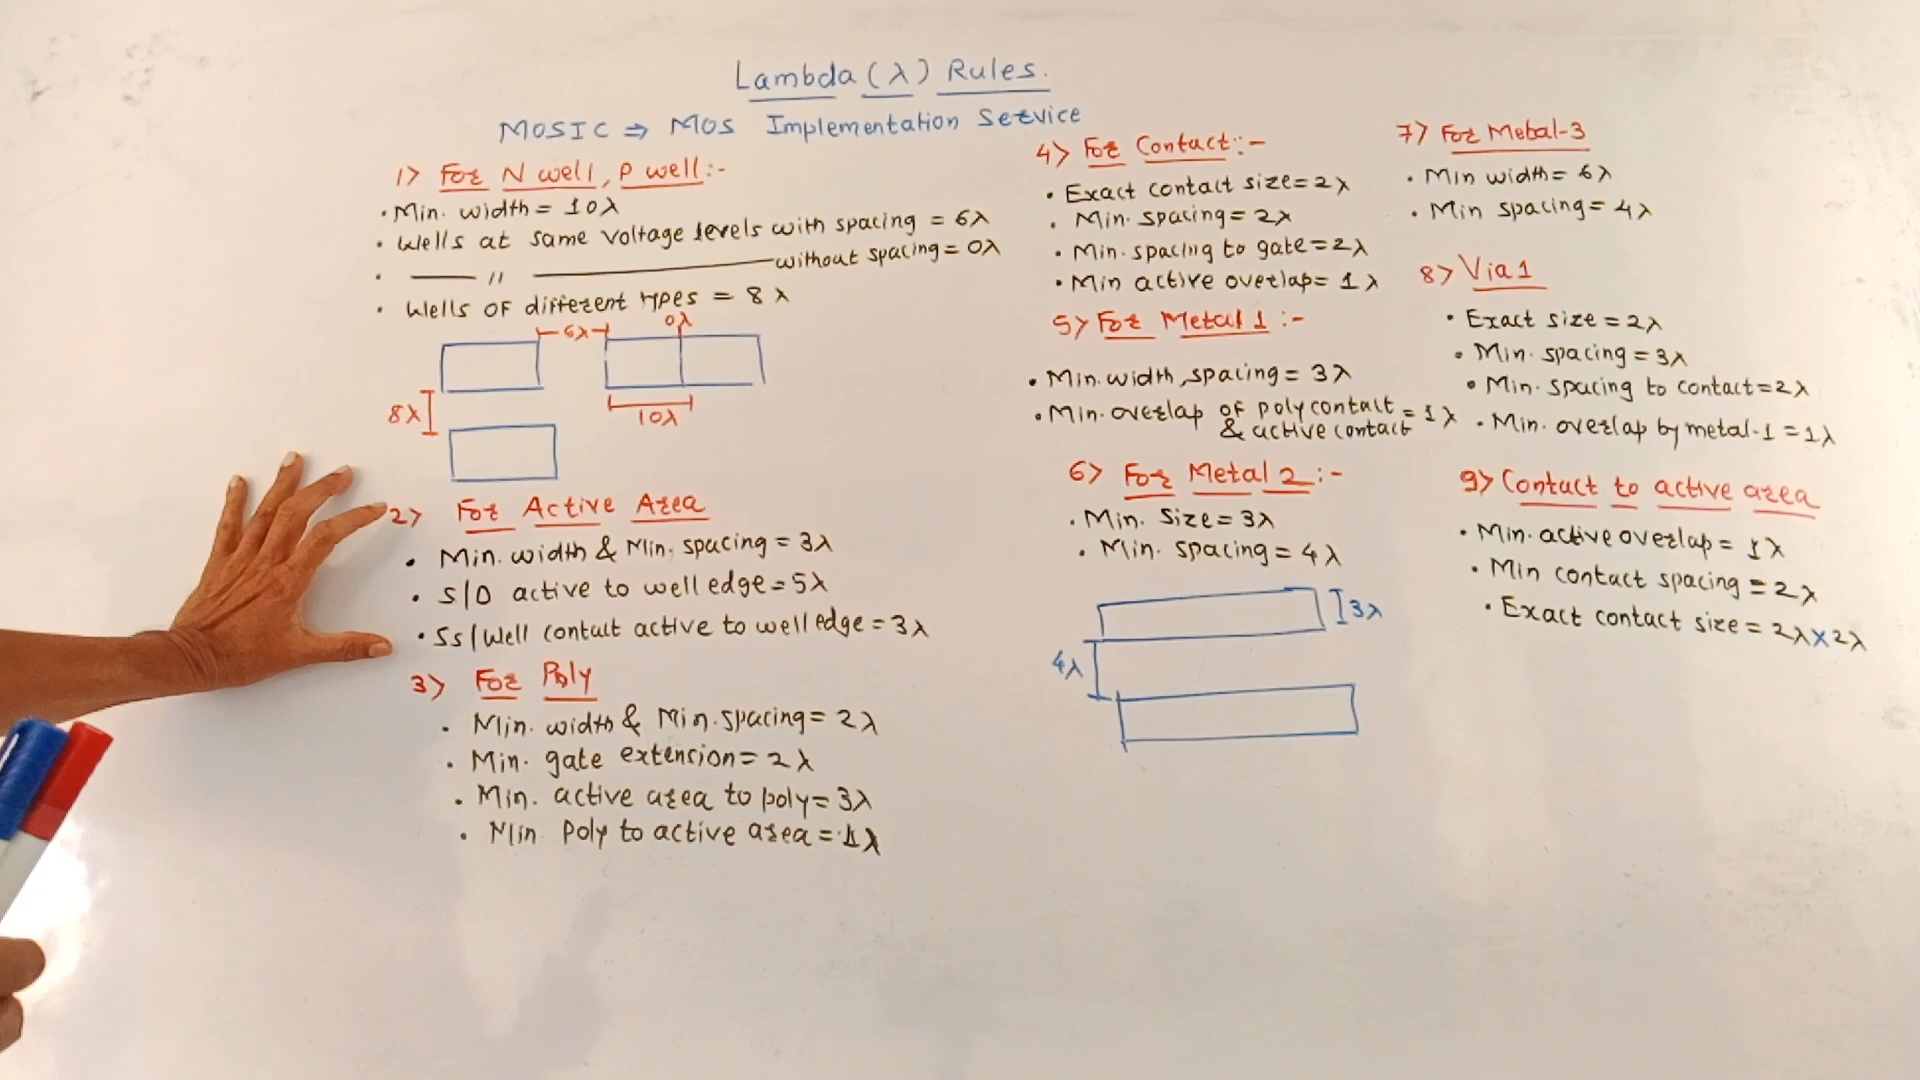 Lambda (λ) Rules.
MOSIC ⇒ MOS Implementation Service
1> For N well, P well:-
• Min. width = 10λ
• Wells at same voltage levels with spacing = 6λ
• —— 〃 —————— without spacing = 0λ
• Wells of different types = 8λ
6λ
0λ
8λ
10λ
2> For Active Area
• Min. width & Min. spacing = 3λ
• S/D active to well edge = 5λ
• Ss/Well contact active to well edge = 3λ
3> For Poly
• Min. width & Min. spacing = 2λ
• Min. gate extension = 2λ
• Min. active area to poly = 3λ
• Min. Poly to active area = 1λ
4> For Contact:-
• Exact contact size = 2λ
• Min. spacing = 2λ
• Min. spacing to gate = 2λ
• Min active overlap = 1λ
5> For Metal 1 :-
• Min. width, spacing = 3λ
• Min. overlap of poly contact = 1λ
& active contact
6> For Metal 2 :-
• Min. Size = 3λ
• Min. spacing = 4λ
3λ
4λ
7> For Metal-3
• Min width = 6λ
• Min spacing = 4λ
8> Via 1
• Exact size = 2λ
• Min. spacing = 3λ
• Min. spacing to contact = 2λ
• Min. overlap by metal-1 = 1λ
9> Contact to active area
• Min. active overlap = 1λ
• Min contact spacing = 2λ
• Exact contact size = 2λ×2λ